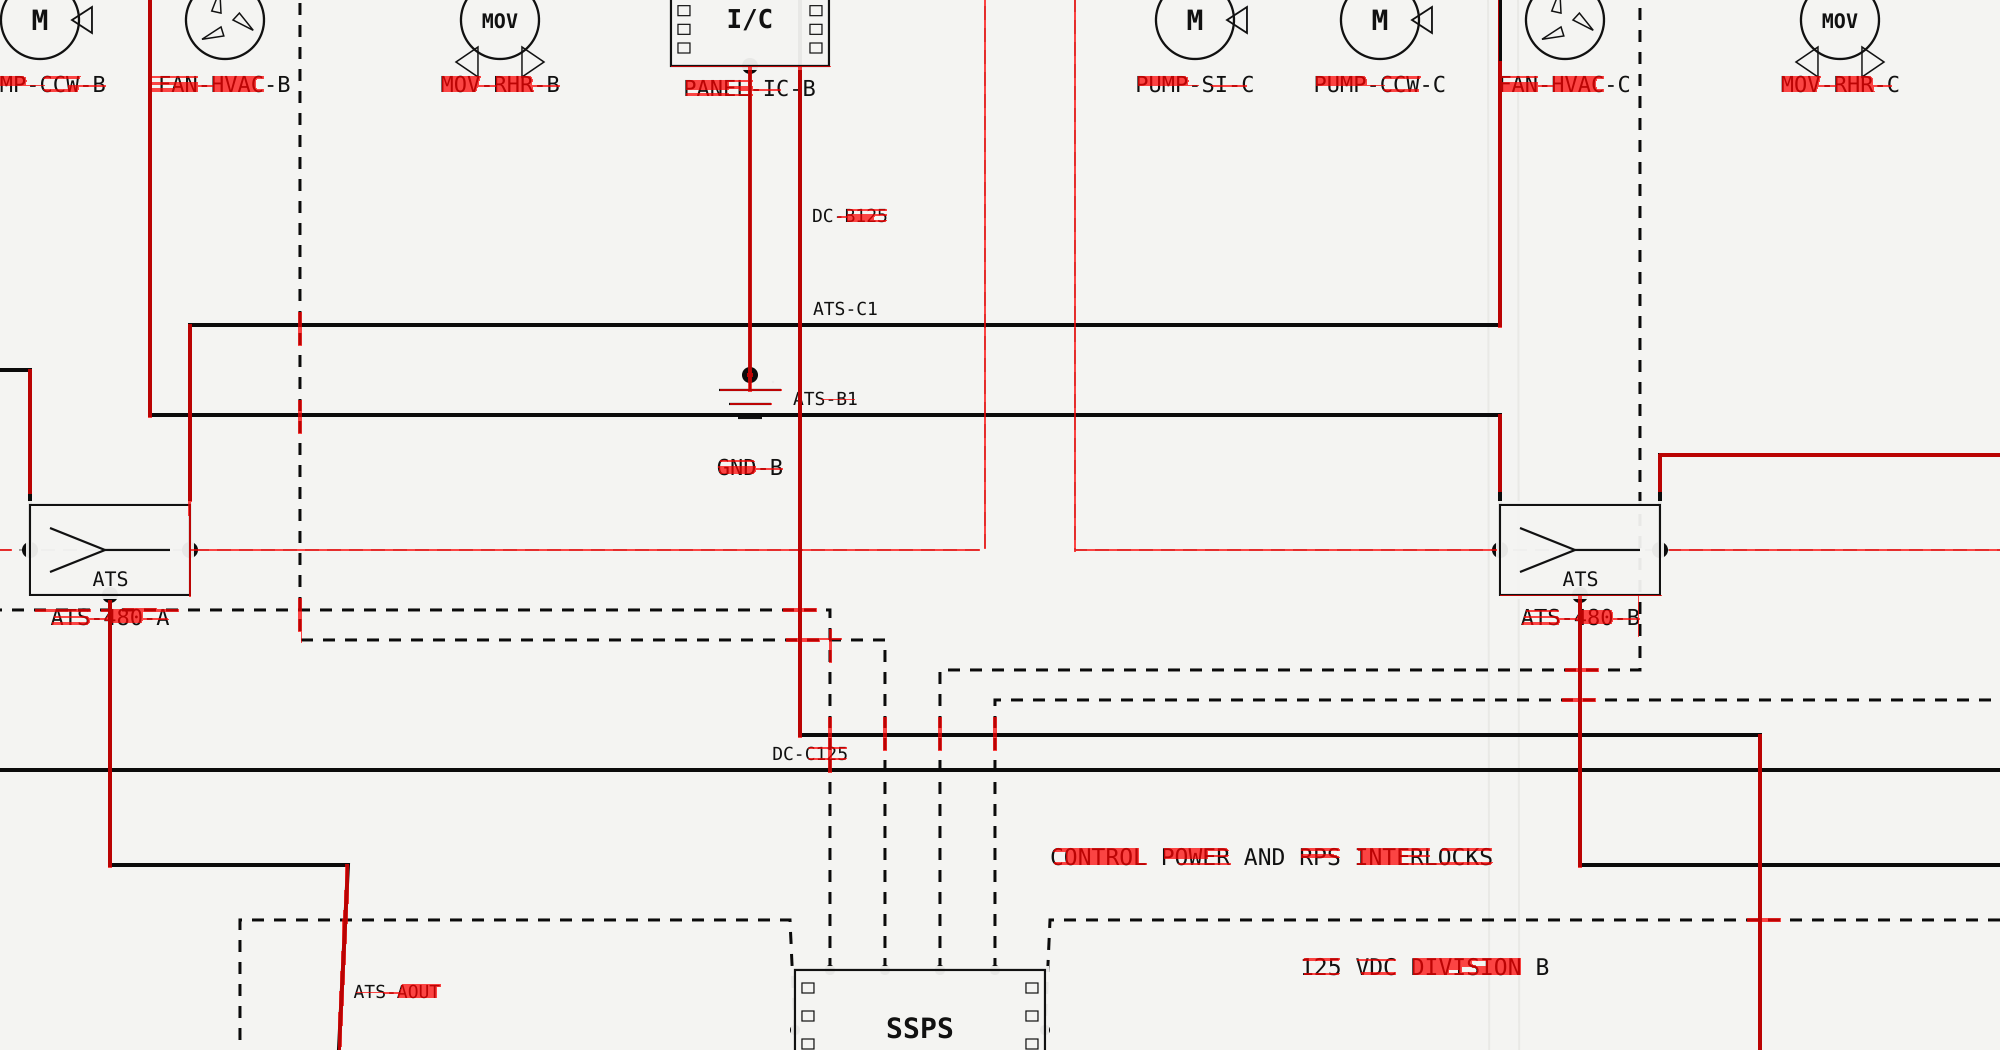 M
MOV
I/C
M
M
MOV
MP-CCW-B
FAN-HVAC-B
MOV-RHR-B
PANEL-IC-B
PUMP-SI-C
PUMP-CCW-C
FAN-HVAC-C
MOV-RHR-C
DC-B125
ATS-C1
ATS-B1
GND-B
ATS
ATS
ATS-480-A
ATS-480-B
DC-C125
CONTROL POWER AND RPS INTERLOCKS
125 VDC DIVISION B
ATS-AOUT
SSPS